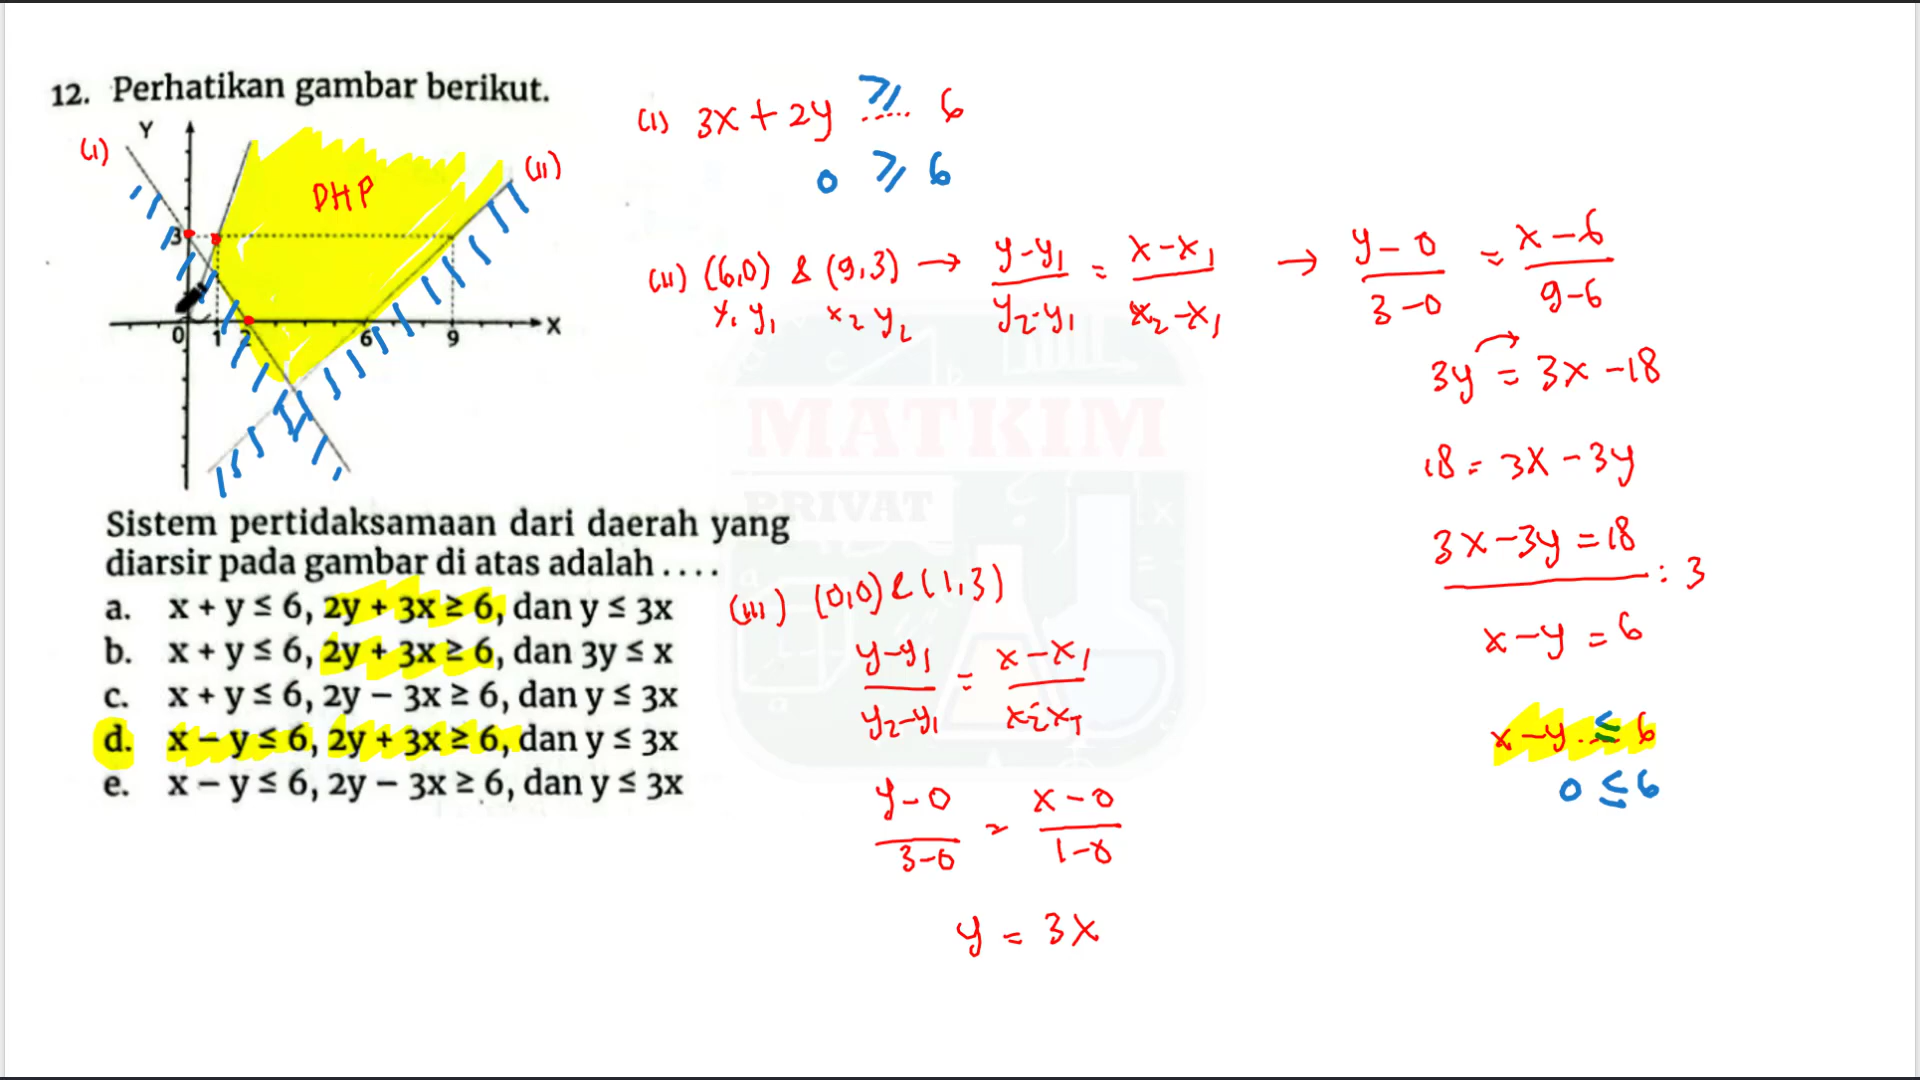 12. Perhatikan gambar berikut.
Y
(I)
(II)
DHP
3
0 1 2 6 9 X
Sistem pertidaksamaan dari daerah yang
diarsir pada gambar di atas adalah ....
a. x + y ≤ 6, 2y + 3x ≥ 6, dan y ≤ 3x
b. x + y ≤ 6, 2y + 3x ≥ 6, dan 3y ≤ x
c. x + y ≤ 6, 2y − 3x ≥ 6, dan y ≤ 3x
d. x − y ≤ 6, 2y + 3x ≥ 6, dan y ≤ 3x
e. x − y ≤ 6, 2y − 3x ≥ 6, dan y ≤ 3x
(I) 3x + 2y ≥ ..... 6
0 ≥ 6
(II) (6,0) & (9,3) → y−y₁/y₂−y₁ = x−x₁/x₂−x₁ → y−0/3−0 = x−6/9−6
x₁ y₁ x₂ y₂
3y = 3x − 18
18 = 3x − 3y
3x − 3y = 18 : 3
x − y = 6
x − y ... ≤ 6
0 ≤ 6
(III) (0,0) & (1,3)
y−y₁/y₂−y₁ = x−x₁/x₂−x₁
y−0/3−0 = x−0/1−0
y = 3x
MATKIM
PRIVAT